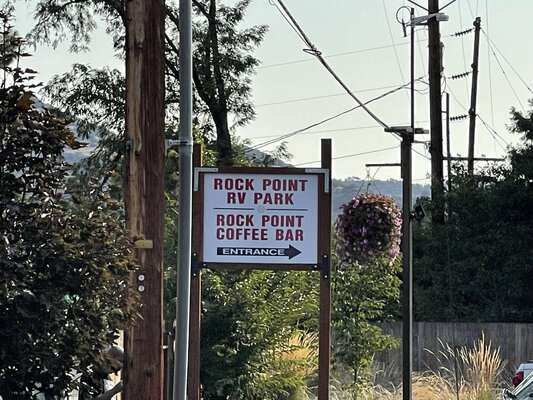 ROCK POINT
RV PARK
ROCK POINT
COFFEE BAR
ENTRANCE